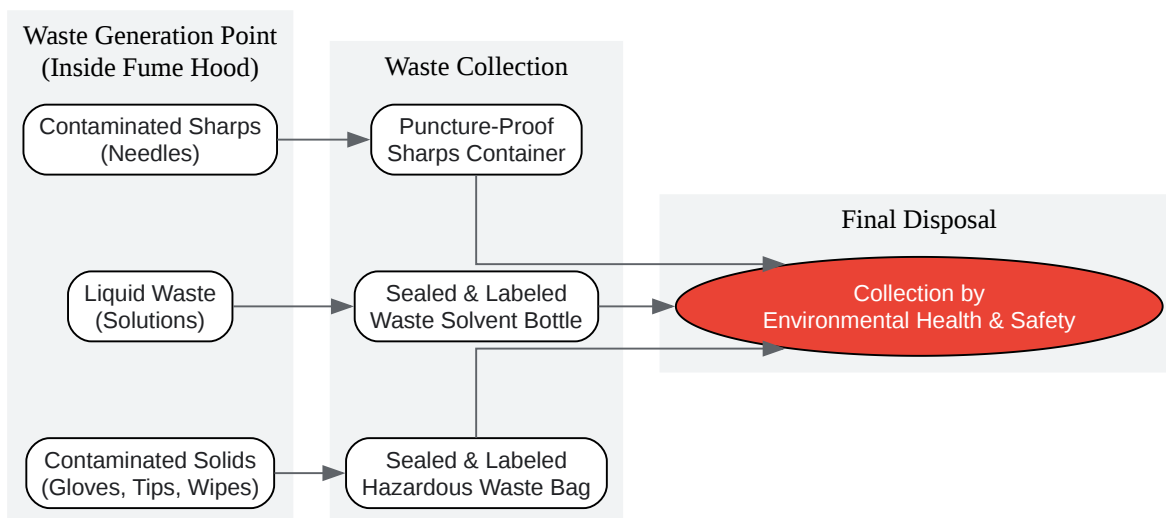 Waste Generation Point
(Inside Fume Hood)
Contaminated Sharps
(Needles)
Liquid Waste
(Solutions)
Contaminated Solids
(Gloves, Tips, Wipes)
Waste Collection
Puncture-Proof
Sharps Container
Sealed & Labeled
Waste Solvent Bottle
Sealed & Labeled
Hazardous Waste Bag
Final Disposal
Collection by
Environmental Health & Safety